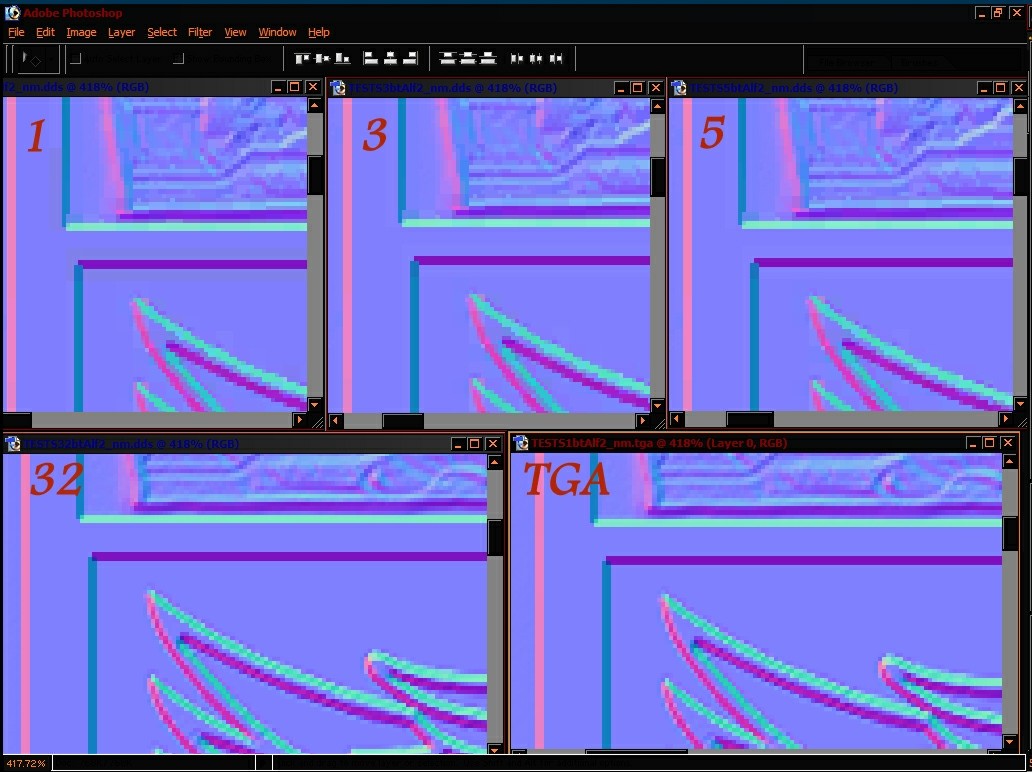 Adobe Photoshop
File Edit Image Layer Select Filter View Window Help
f2_nm.dds @ 418% (RGB)
TESTS3btAlf2_nm.dds @ 418% (RGB)
TESTS5btAlf2_nm.dds @ 418% (RGB)
1
3
5
TESTS32btAlf2_nm.dds @ 418% (RGB)
TESTS1btAlf2_nm.tga @ 418% (Layer 0, RGB)
32
TGA
417.72%